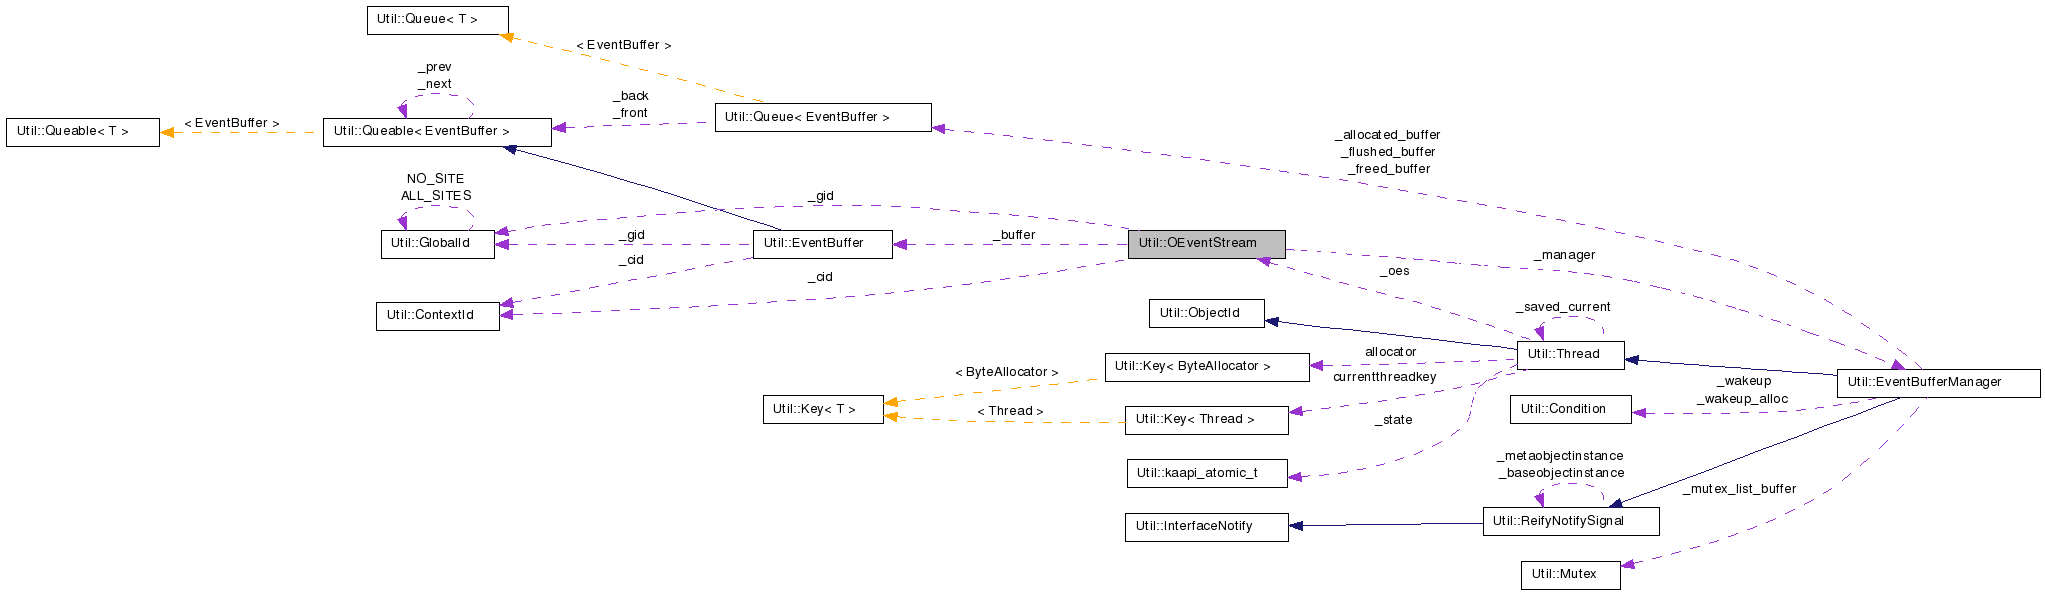 Util::Queue< T >
< EventBuffer >
_prev
_next
_back
_front
Util::Queue< EventBuffer >
Util::Queable< T >
< EventBuffer >
Util::Queable< EventBuffer >
_allocated_buffer
_flushed_buffer
_freed_buffer
NO_SITE
ALL_SITES
_gid
Util::GlobalId
_gid
Util::EventBuffer
_buffer
Util::OEventStream
_cid
_manager
_cid
_oes
Util::ContextId
Util::ObjectId
_saved_current
Util::Thread
allocator
Util::Key< ByteAllocator >
< ByteAllocator >
currentthreadkey
_wakeup
_wakeup_alloc
Util::EventBufferManager
Util::Key< T >
< Thread >
Util::Key< Thread >
Util::Condition
_state
Util::kaapi_atomic_t
_metaobjectinstance
_baseobjectinstance
_mutex_list_buffer
Util::InterfaceNotify
Util::ReifyNotifySignal
Util::Mutex